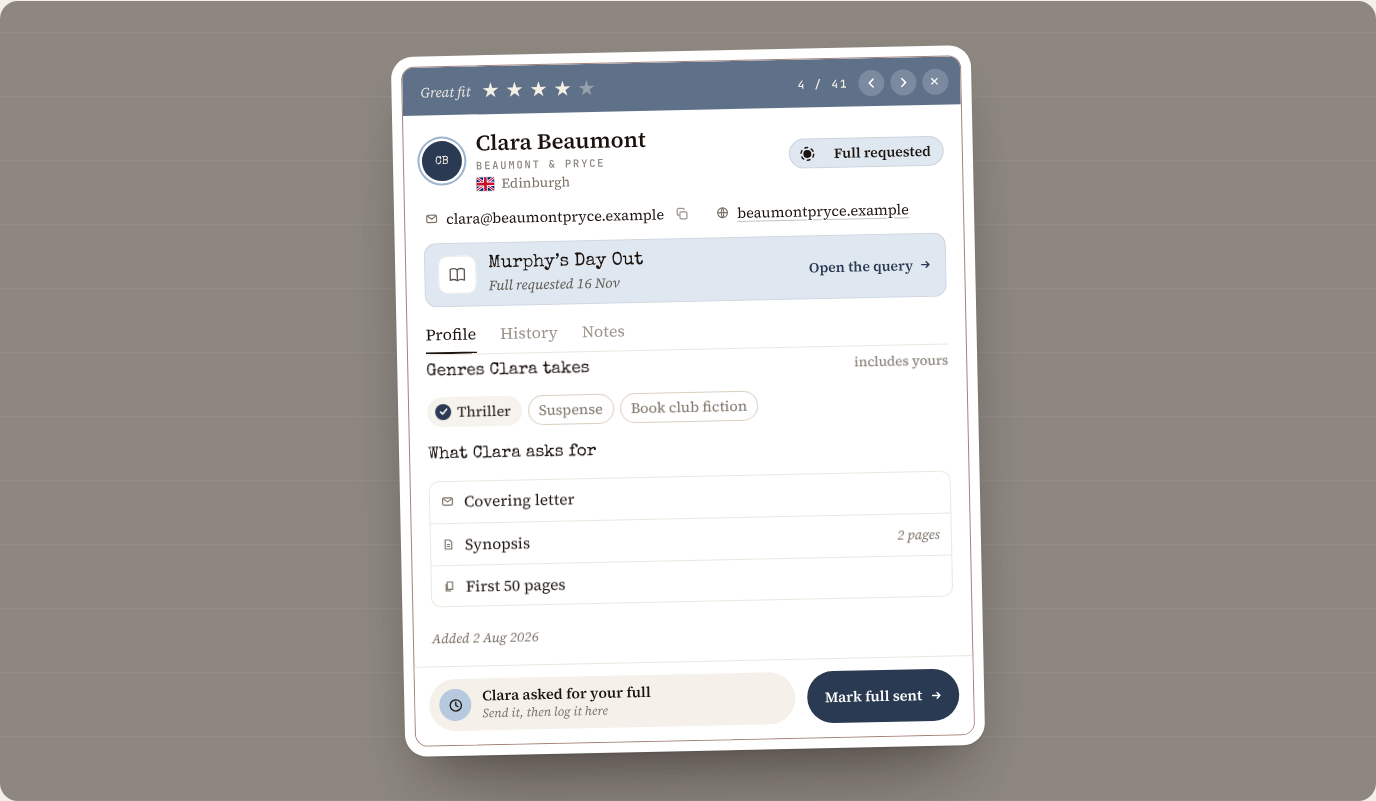 Great fit
4 / 41
CB
Clara Beaumont
BEAUMONT & PRYCE
Edinburgh
Full requested
clara@beaumontpryce.example
beaumontpryce.example
Murphy's Day Out
Full requested 16 Nov
Open the query →
Profile History Notes
Genres Clara takes
includes yours
Thriller Suspense Book club fiction
What Clara asks for
Covering letter
Synopsis
2 pages
First 50 pages
Added 2 Aug 2026
Clara asked for your full
Send it, then log it here
Mark full sent →